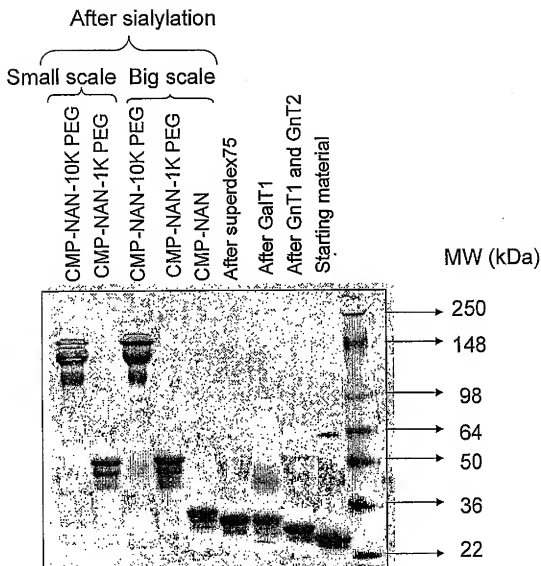 After sialylation
Small scale
Big scale
CMP-NAN-10K PEG
CMP-NAN-1K PEG
CMP-NAN-10K PEG
CMP-NAN-1K PEG
CMP-NAN
After superdex75
After GalT1
After GnT1 and GnT2
Starting material
MW (kDa)
250
148
98
64
50
36
22